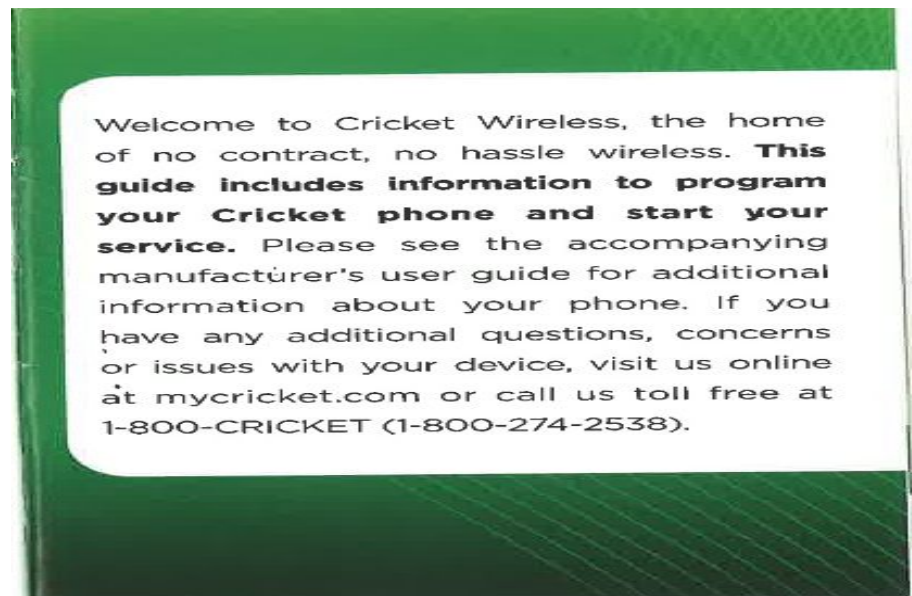 Welcome to Cricket Wireless, the home
of no contract, no hassle wireless. This
guide includes information to program
your Cricket phone and start your
service. Please see the accompanying
manufacturer's user guide for additional
information about your phone. If you
have any additional questions, concerns
or issues with your device, visit us online
at mycricket.com or call us toll free at
1-800-CRICKET (1-800-274-2538).